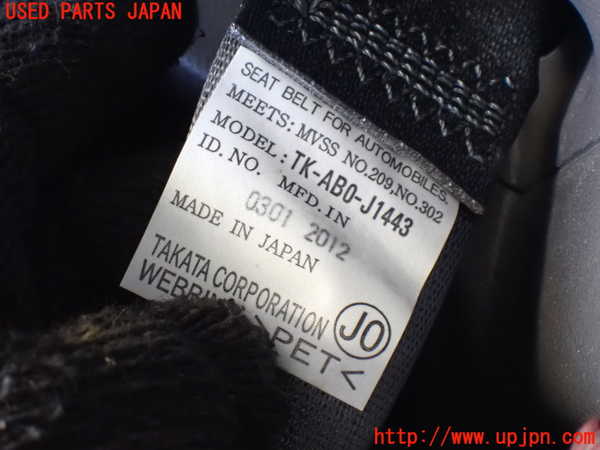 USED PARTS JAPAN
SEAT BELT FOR AUTOMOBILES,
MEETS: MVSS NO.209,NO.302
MODEL: TK-AB0-J1443
ID.NO. MFD.IN
0301 2012
MADE IN JAPAN
TAKATA CORPORATION
JO
>PET<
http://www.upjpn.com/